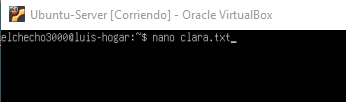 Ubuntu-Server [Corriendo] - Oracle VirtualBox
elchecho3000@luis-hogar:~$ nano clara.txt_